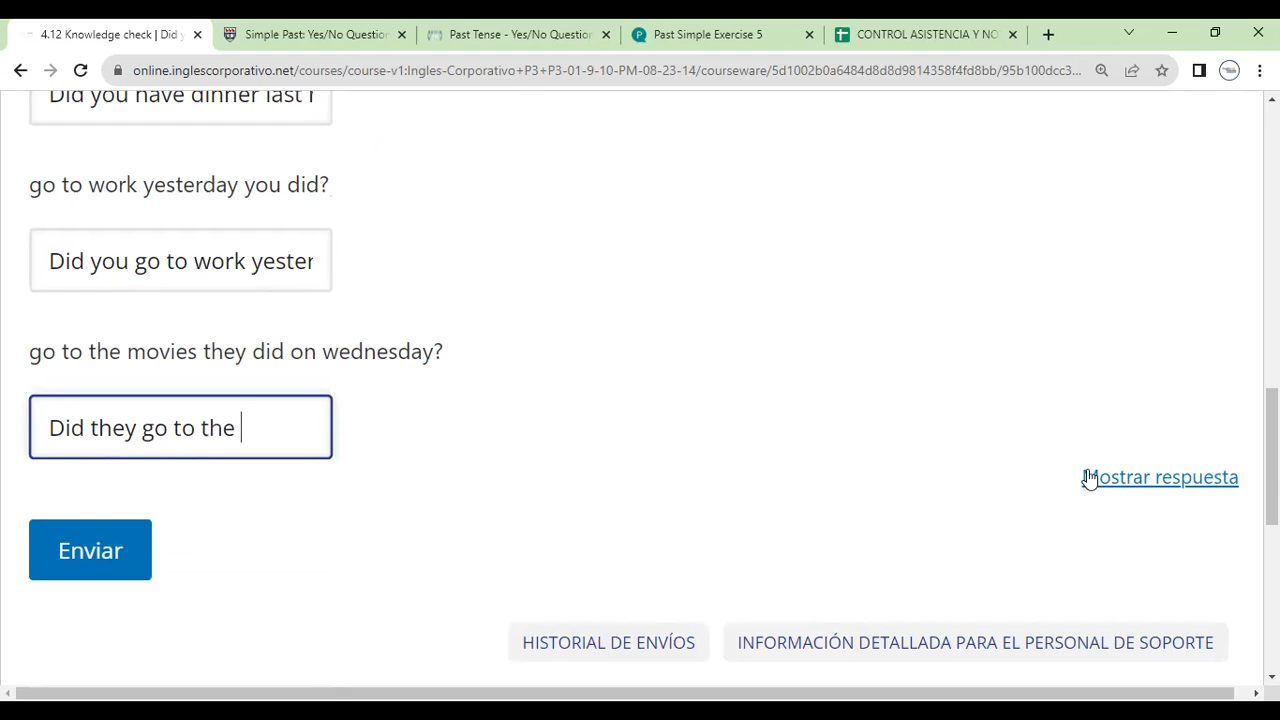 4.12 Knowledge check | Did y
Simple Past: Yes/No Question
Past Tense - Yes/No Question
Past Simple Exercise 5
CONTROL ASISTENCIA Y NO
online.inglescorporativo.net/courses/course-v1:Ingles-Corporativo+P3+P3-01-9-10-PM-08-23-14/courseware/5d1002b0a6484d8d8d9814358f4fd8bb/95b100dcc3...
Did you have dinner last
go to work yesterday you did?
Did you go to work yester
go to the movies they did on wednesday?
Did they go to the
Mostrar respuesta
Enviar
HISTORIAL DE ENVÍOS
INFORMACIÓN DETALLADA PARA EL PERSONAL DE SOPORTE